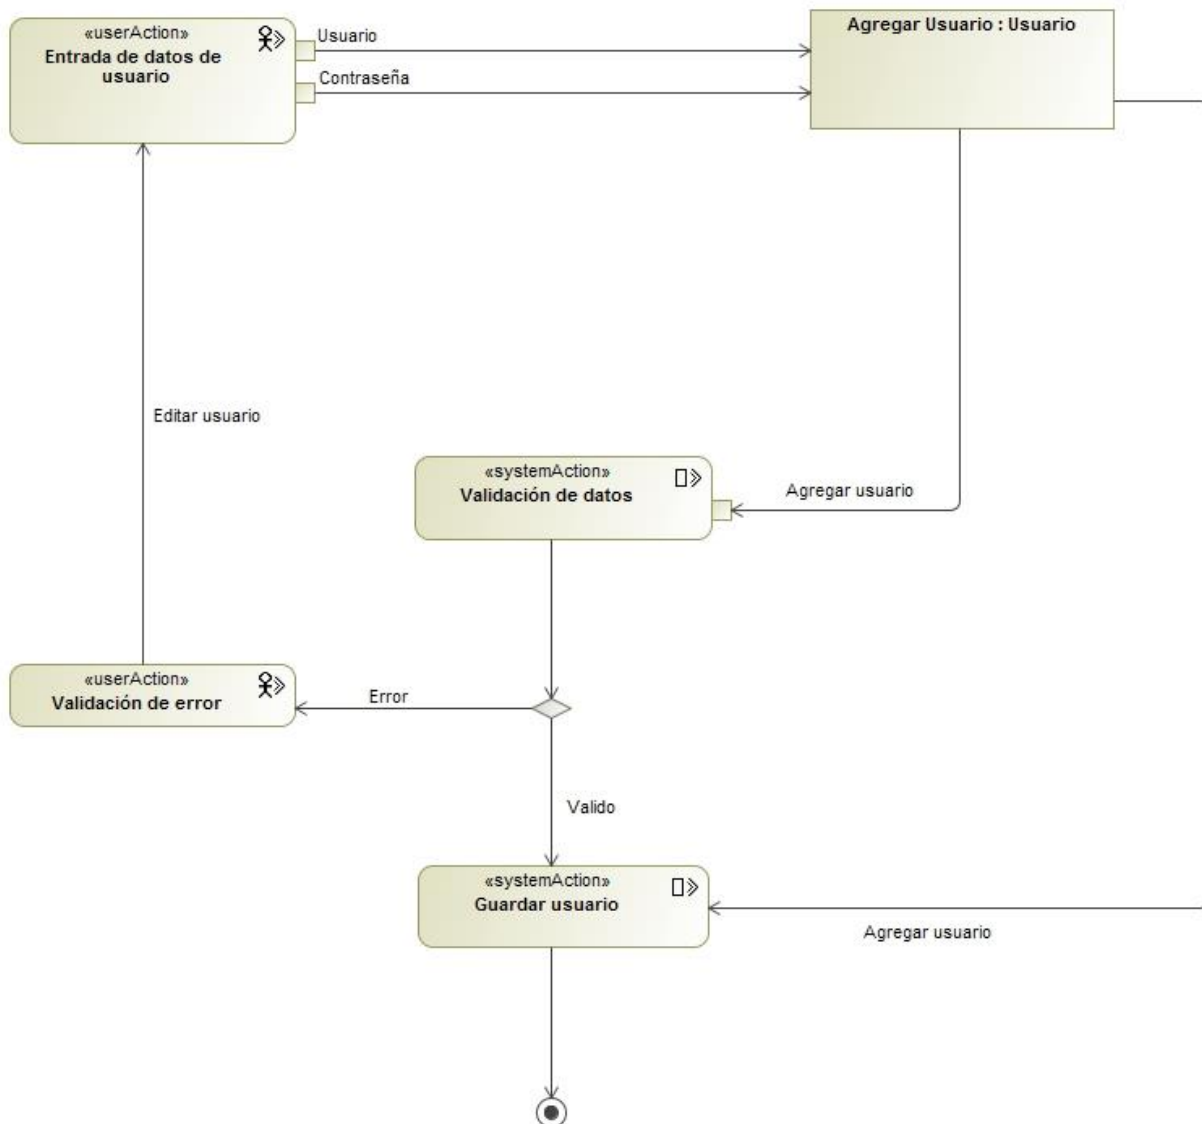 «userAction»
Entrada de datos de
usuario
Usuario
Contraseña
Agregar Usuario : Usuario
Editar usuario
«systemAction»
Validación de datos
Agregar usuario
«userAction»
Validación de error
Error
Valido
«systemAction»
Guardar usuario
Agregar usuario